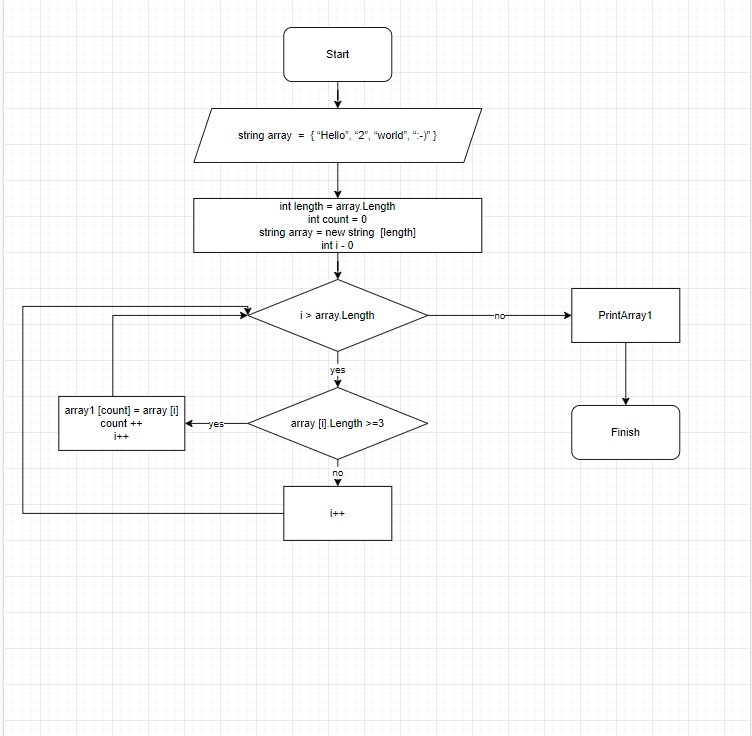 Start
string array  =  { “Hello”, “2”, “world”, “:-)” }
int length = array.Length
int count = 0
string array = new string  [length]
int i - 0
i > array.Length
no
PrintArray1
yes
array1 [count] = array [i]
count ++
i++
yes
array [i].Length >=3
Finish
no
i++